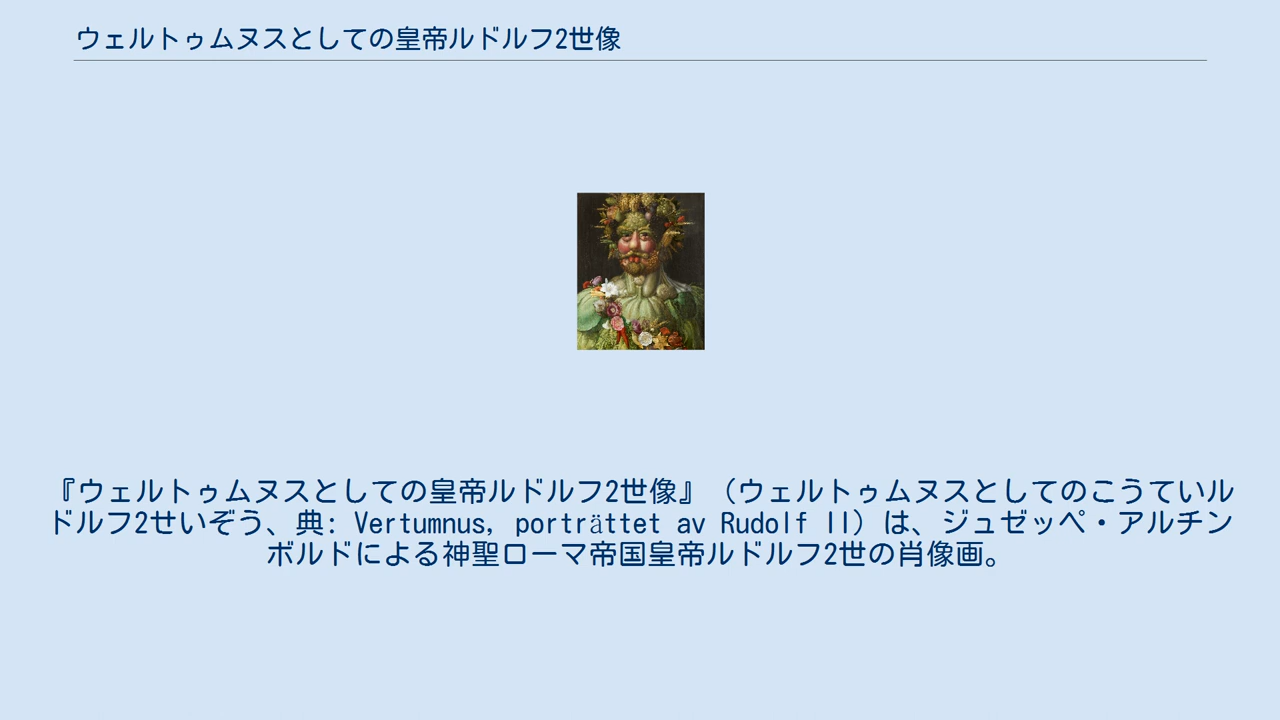 ウェルトゥムヌスとしての皇帝ルドルフ2世像
『ウェルトゥムヌスとしての皇帝ルドルフ2世像』（ウェルトゥムヌスとしてのこうていル
ドルフ2せいぞう、典: Vertumnus, porträttet av Rudolf II）は、ジュゼッペ・アルチン
ボルドによる神聖ローマ帝国皇帝ルドルフ2世の肖像画。